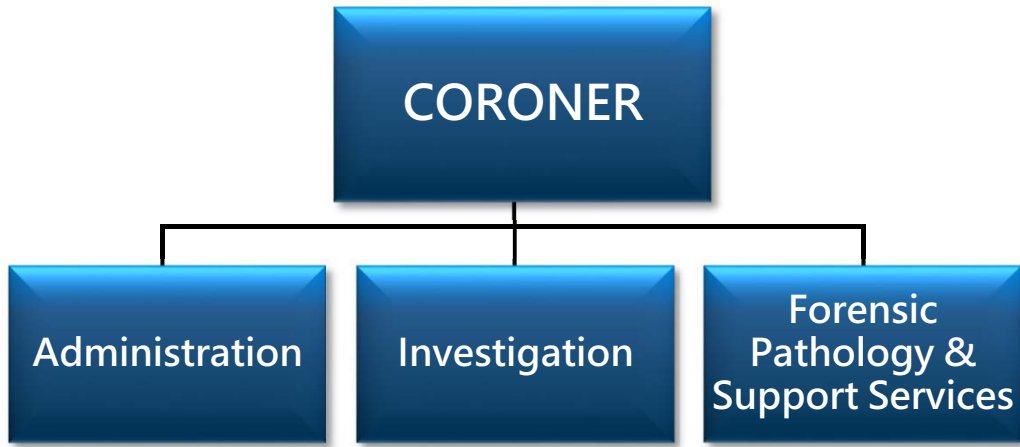 CORONER
Administration
Investigation
Forensic
Pathology &
Support Services